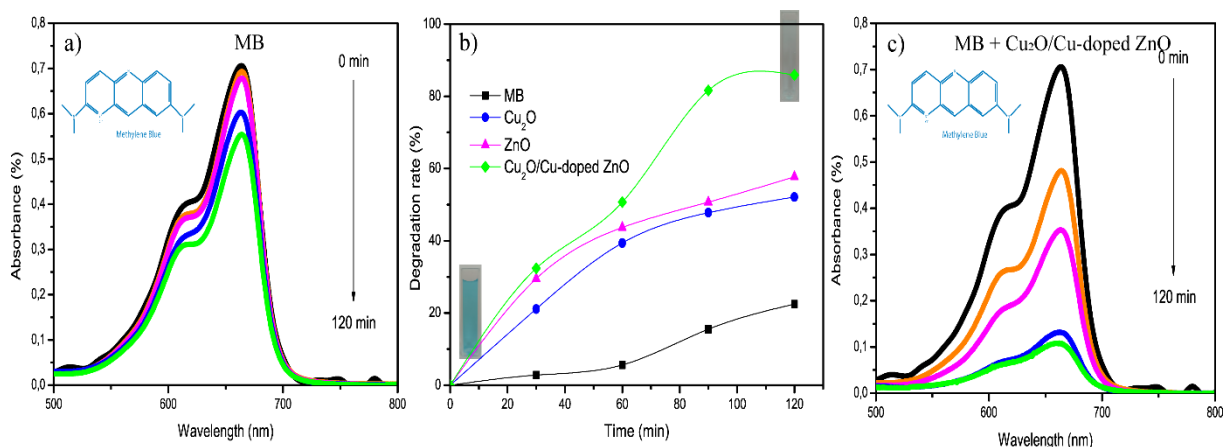 a)
MB
0 min
120 min
Methylene Blue
0,8
0,7
0,6
0,5
0,4
0,3
0,2
0,1
0,0
Absorbance (%)
500
600
700
800
Wavelength (nm)
b)
100
80
60
40
20
0
Degradation rate (%)
MB
Cu₂O
ZnO
Cu₂O/Cu-doped ZnO
0
20
40
60
80
100
120
Time (min)
c)
MB + Cu₂O/Cu-doped ZnO
0 min
120 min
Methylene Blue
0,8
0,7
0,6
0,5
0,4
0,3
0,2
0,1
0,0
Absorbance (%)
500
600
700
800
Wavelength (nm)